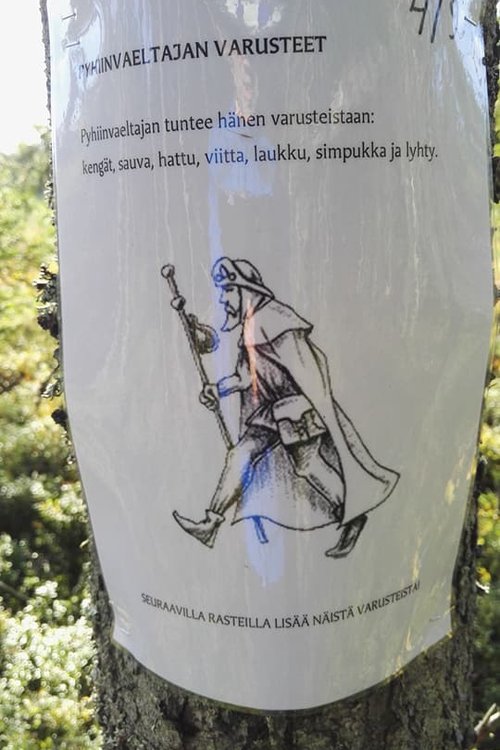 4/
PYHIINVAELTAJAN VARUSTEET
Pyhiinvaeltajan tuntee hänen varusteistaan:
kengät, sauva, hattu, viitta, laukku, simpukka ja lyhty.
SEURAAVILLA RASTEILLA LISÄÄ NÄISTÄ VARUSTEISTA!